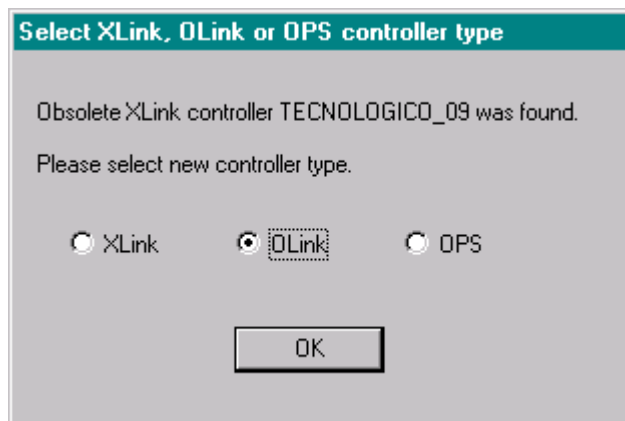 Select XLink, OLink or OPS controller type
Obsolete XLink controller TECNOLOGICO_09 was found.
Please select new controller type.
XLink OLink OPS
OK